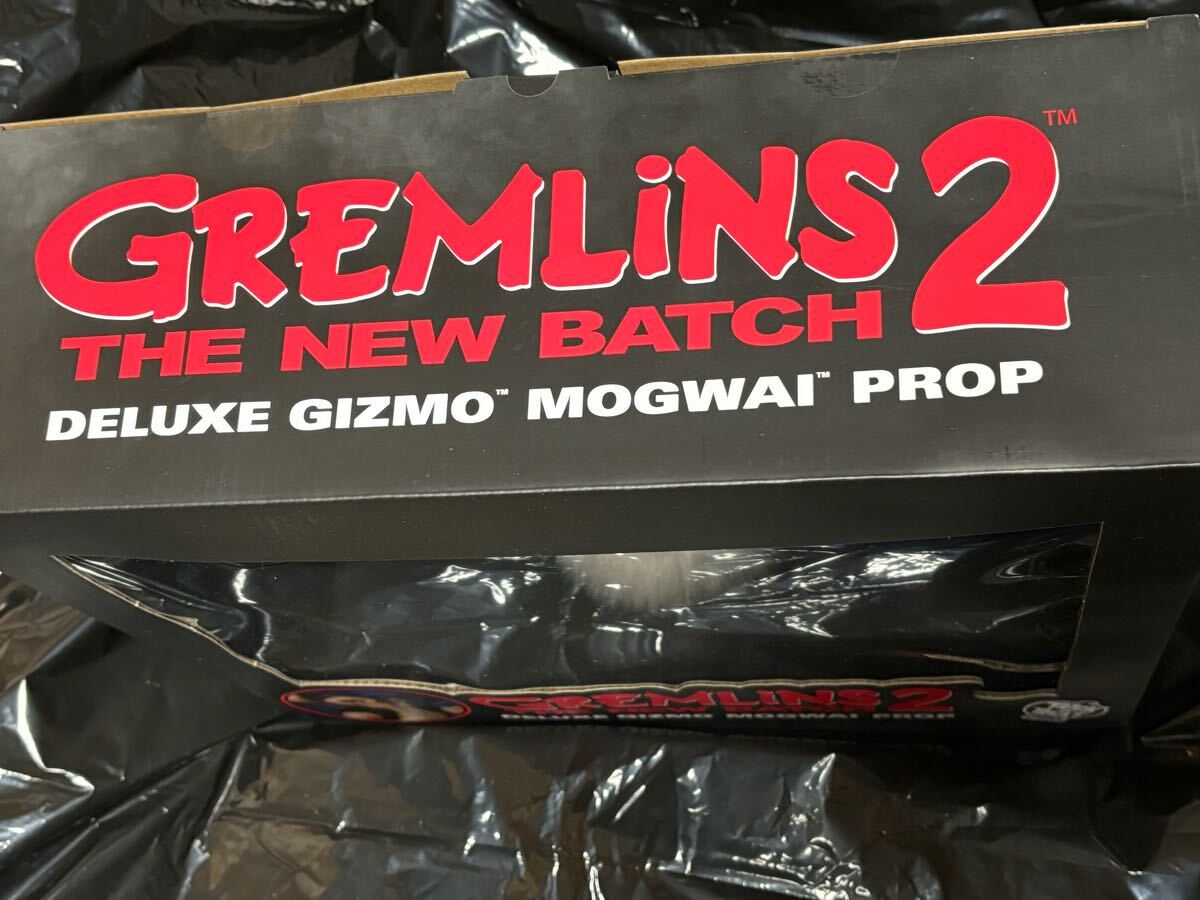 GREMLiNS 2™
THE NEW BATCH
DELUXE GIZMO™ MOGWAI™ PROP
GREMLiNS 2
DELUXE GIZMO MOGWAI PROP